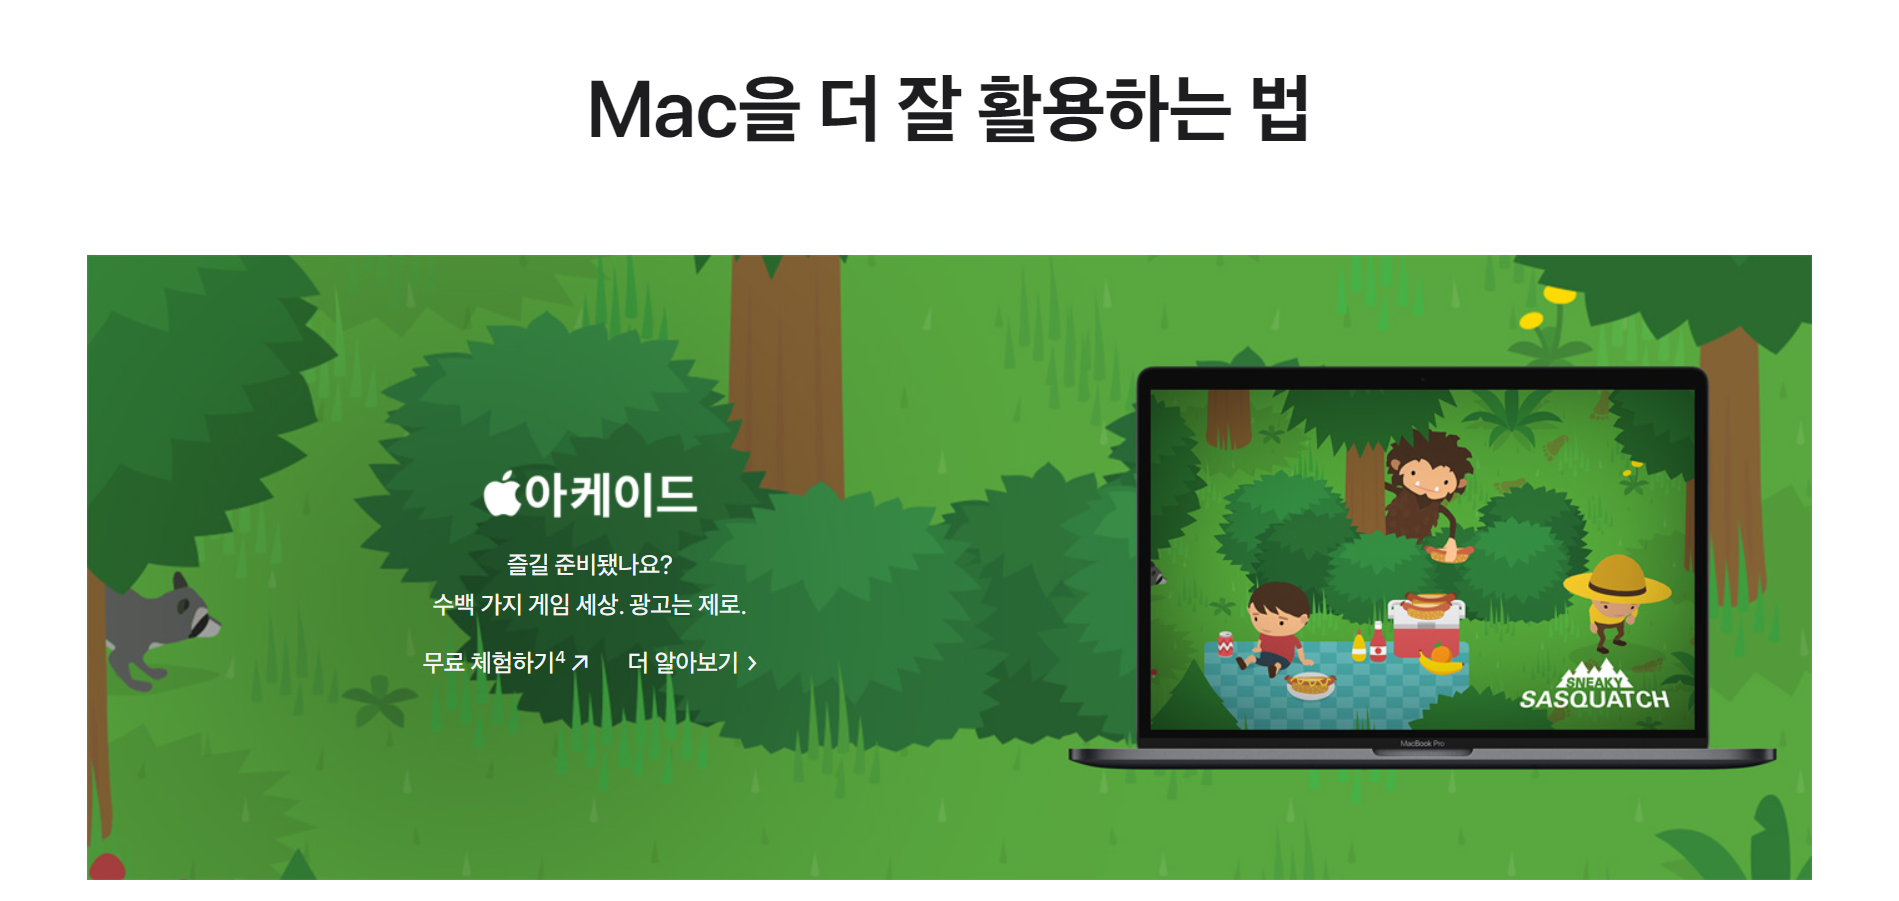 Mac을 더 잘 활용하는 법
아케이드
즐길 준비됐나요?
수백 가지 게임 세상. 광고는 제로.
무료 체험하기⁴ ↗ 더 알아보기 >
SNEAKY
SASQUATCH
MacBook Pro